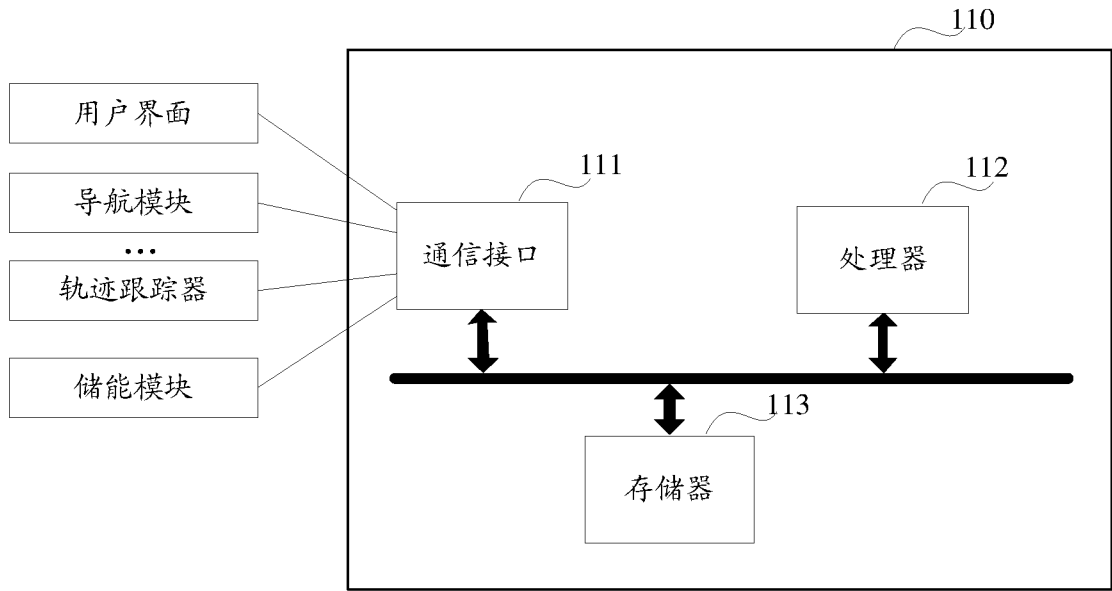 110
用户界面
导航模块
…
轨迹跟踪器
储能模块
111
通信接口
112
处理器
113
存储器